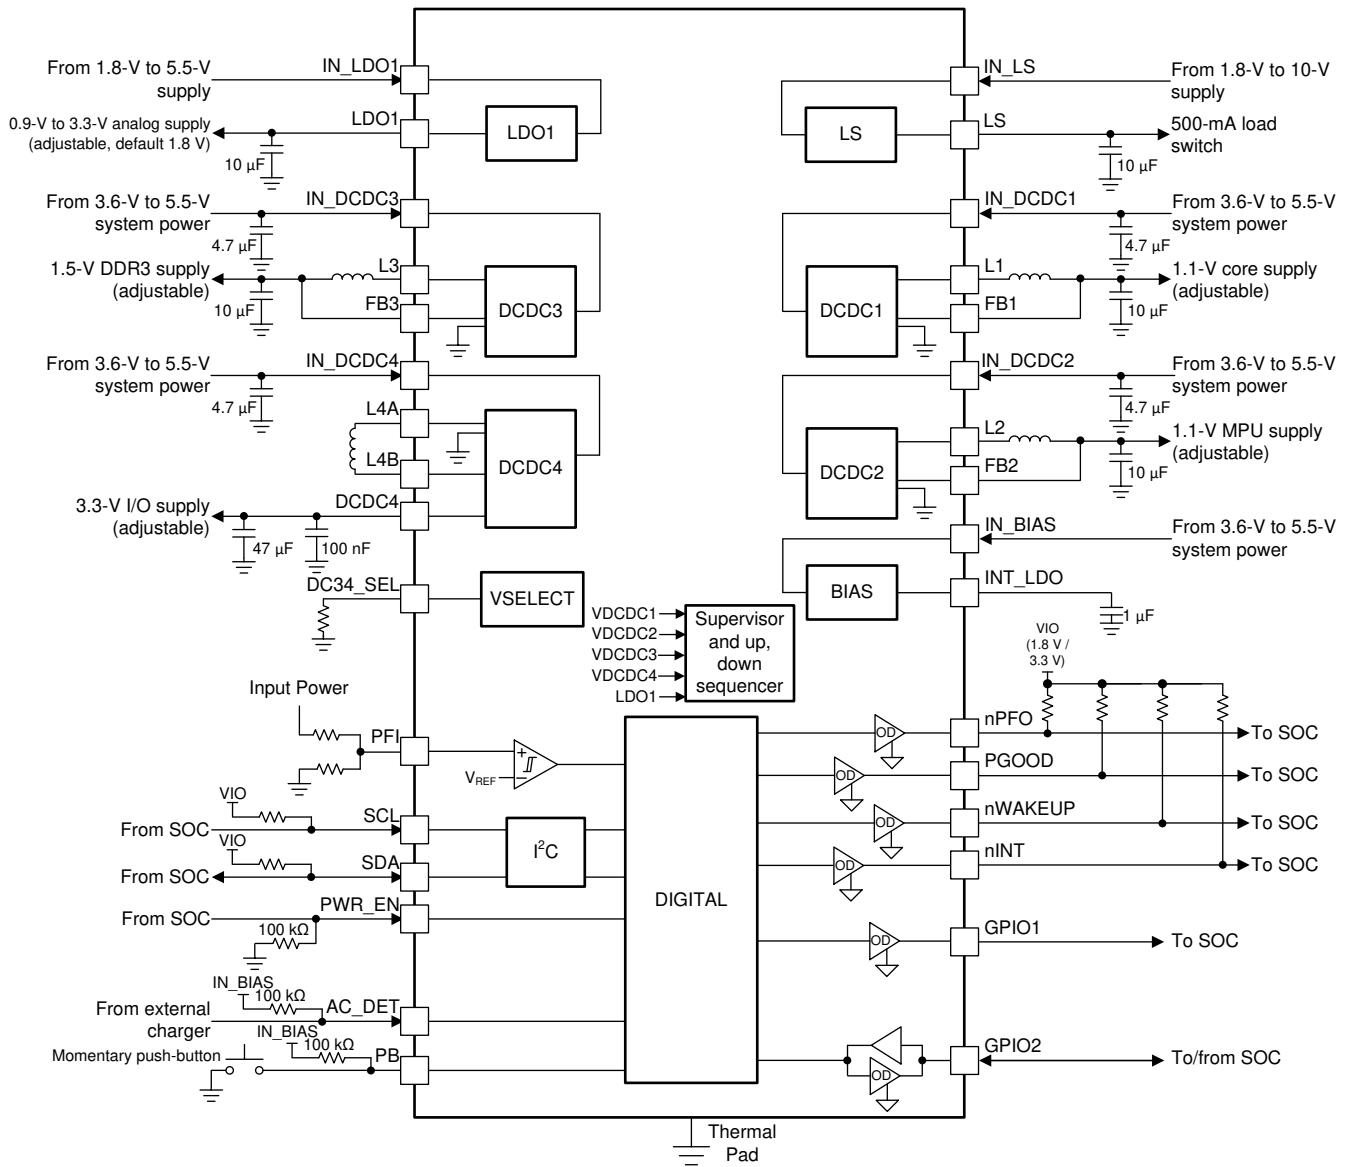 From 1.8-V to 5.5-V
supply
IN_LDO1
LDO1
0.9-V to 3.3-V analog supply
(adjustable, default 1.8 V)
10 µF
LDO1
From 3.6-V to 5.5-V
system power
IN_DCDC3
4.7 µF
1.5-V DDR3 supply
(adjustable)
L3
10 µF
FB3
DCDC3
From 3.6-V to 5.5-V
system power
IN_DCDC4
4.7 µF
L4A
L4B
DCDC4
DCDC4
3.3-V I/O supply
(adjustable)
47 µF
100 nF
DC34_SEL
VSELECT
IN_LS
From 1.8-V to 10-V
supply
LS
LS
500-mA load
switch
10 µF
IN_DCDC1
From 3.6-V to 5.5-V
system power
4.7 µF
L1
1.1-V core supply
(adjustable)
FB1
10 µF
DCDC1
IN_DCDC2
From 3.6-V to 5.5-V
system power
4.7 µF
L2
1.1-V MPU supply
(adjustable)
FB2
10 µF
DCDC2
IN_BIAS
From 3.6-V to 5.5-V
system power
BIAS
INT_LDO
1 µF
VDCDC1
VDCDC2
VDCDC3
VDCDC4
LDO1
Supervisor
and up,
down
sequencer
VIO
(1.8 V /
3.3 V)
Input Power
PFI
VREF
+
−
VIO
From SOC
SCL
VIO
From SOC
SDA
I2C
From SOC
PWR_EN
100 kΩ
IN_BIAS
100 kΩ
From external
charger
AC_DET
IN_BIAS
100 kΩ
Momentary push-button
PB
DIGITAL
OD
nPFO
To SOC
OD
PGOOD
To SOC
OD
nWAKEUP
To SOC
OD
nINT
To SOC
OD
GPIO1
To SOC
OD
GPIO2
To/from SOC
Thermal
Pad